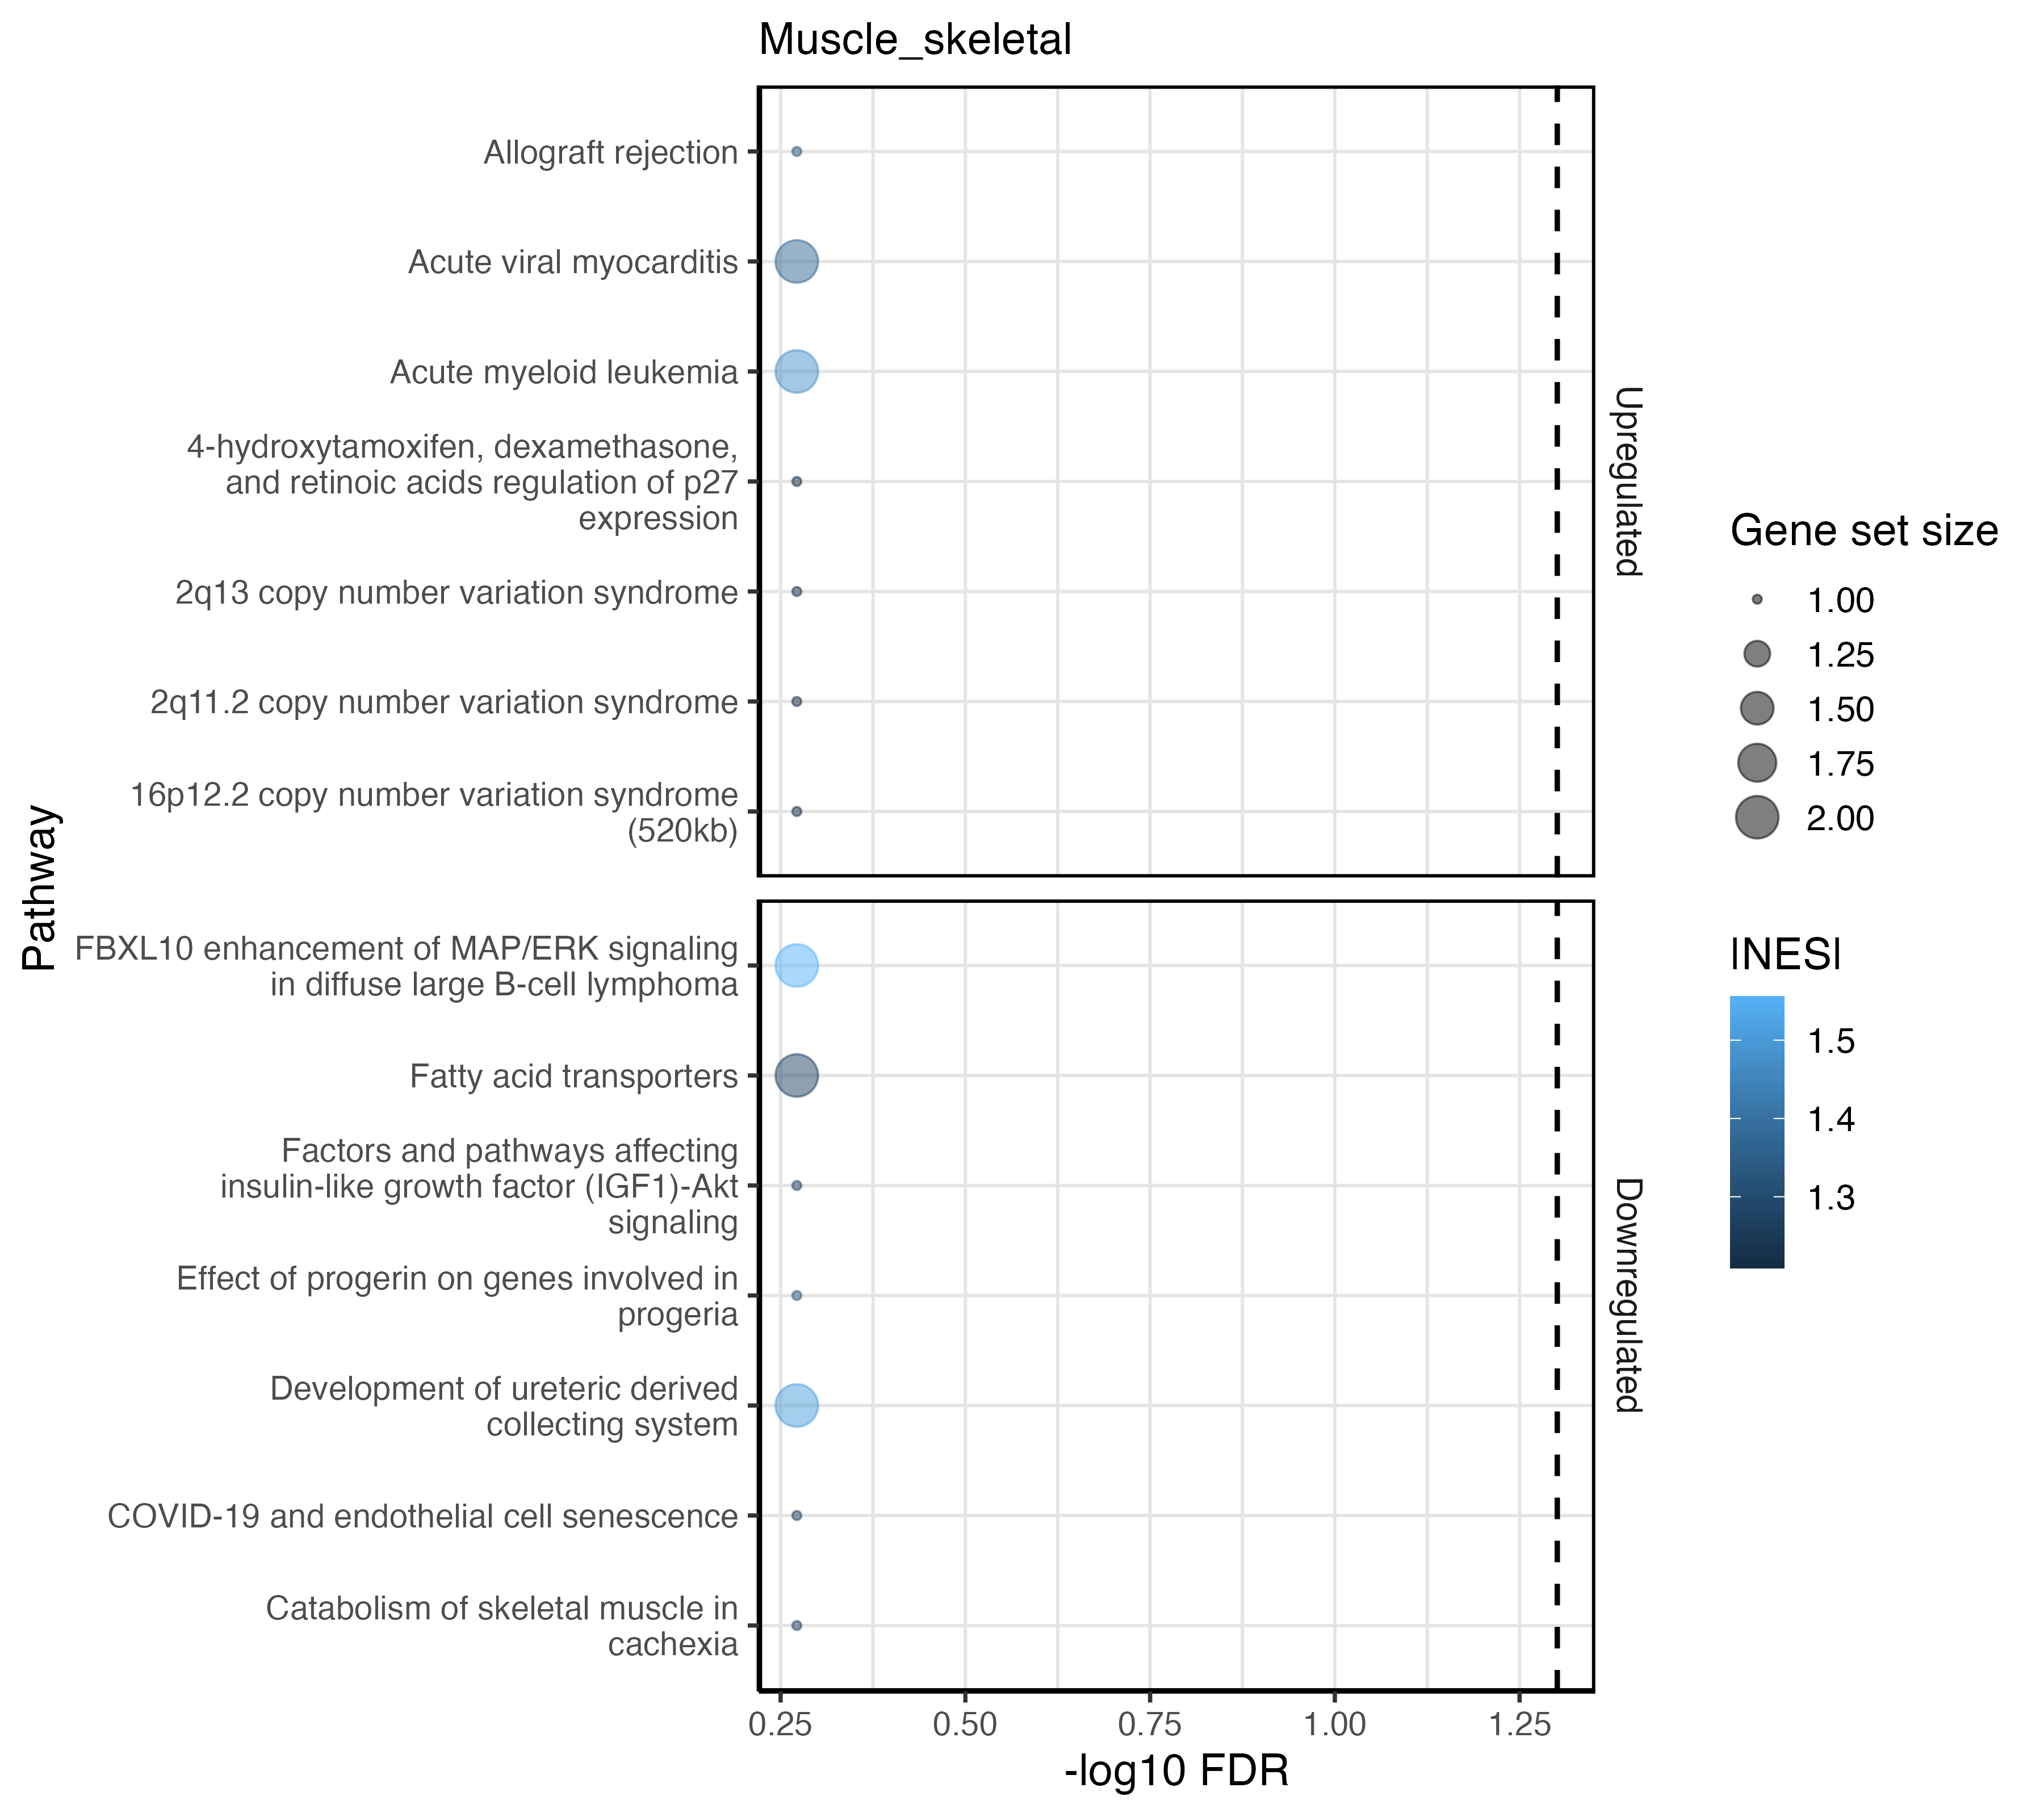 Muscle_skeletal
Allograft rejection
Acute viral myocarditis
Acute myeloid leukemia
4-hydroxytamoxifen, dexamethasone,
and retinoic acids regulation of p27
expression
2q13 copy number variation syndrome
2q11.2 copy number variation syndrome
16p12.2 copy number variation syndrome
(520kb)
Upregulated
FBXL10 enhancement of MAP/ERK signaling
in diffuse large B-cell lymphoma
Fatty acid transporters
Factors and pathways affecting
insulin-like growth factor (IGF1)-Akt
signaling
Effect of progerin on genes involved in
progeria
Development of ureteric derived
collecting system
COVID-19 and endothelial cell senescence
Catabolism of skeletal muscle in
cachexia
Downregulated
Pathway
0.25
0.50
0.75
1.00
1.25
-log10 FDR
Gene set size
1.00
1.25
1.50
1.75
2.00
|NES|
1.5
1.4
1.3